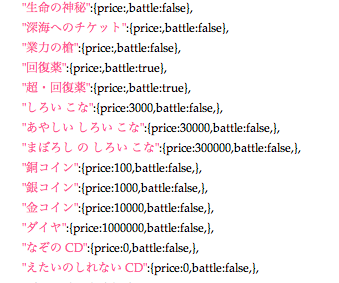 "生命の神秘":{price:,battle:false},
"深海へのチケット":{price:,battle:false},
"業力の槍":{price:,battle:false},
"回復薬":{price:,battle:true},
"超・回復薬":{price:,battle:true},
"しろい こな":{price:3000,battle:false,},
"あやしい しろい こな":{price:30000,battle:false,},
"まぼろし の しろい こな":{price:300000,battle:false,},
"銅コイン":{price:100,battle:false,},
"銀コイン":{price:1000,battle:false,},
"金コイン":{price:10000,battle:false,},
"ダイヤ":{price:1000000,battle:false,},
"なぞの CD":{price:0,battle:false,},
"えたいのしれない CD":{price:0,battle:false,},